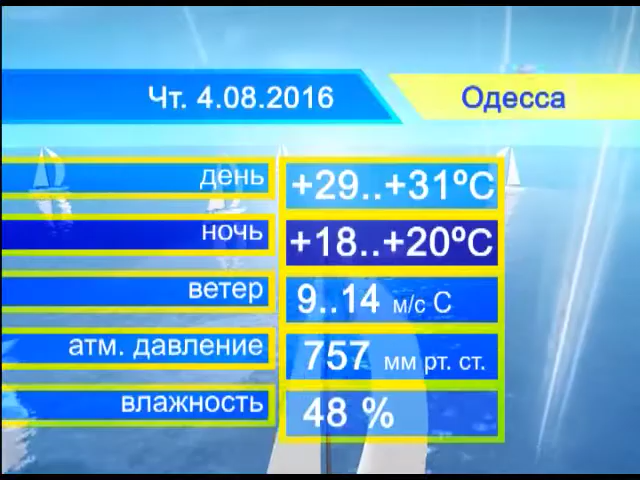 Чт. 4.08.2016 Одесса
день +29..+31ºC
ночь +18..+20ºC
ветер 9..14 м/с С
атм. давление 757 мм рт. ст.
влажность 48 %